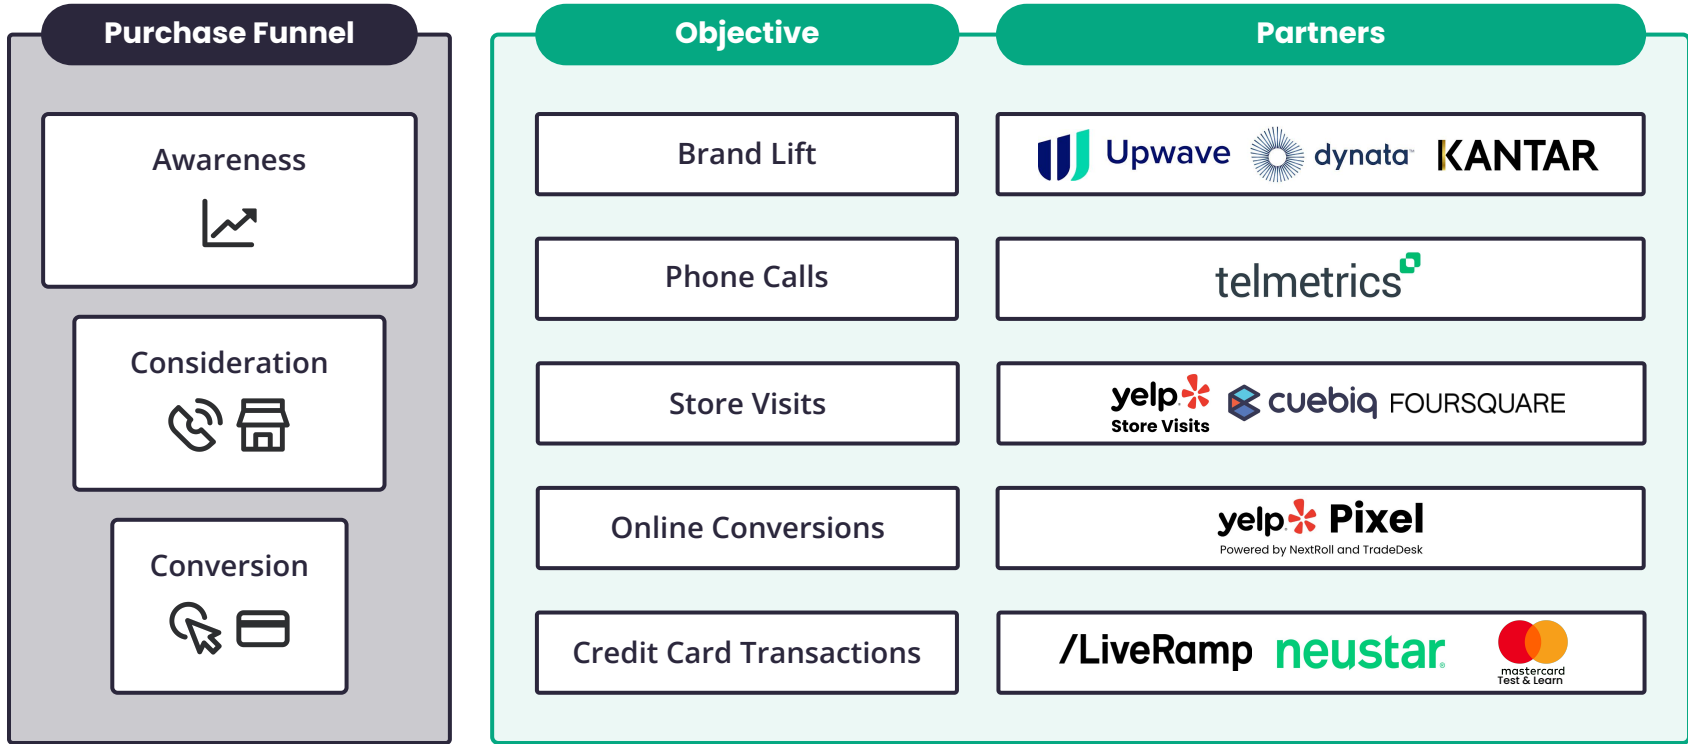 Purchase Funnel
Objective
Partners
Awareness
Consideration
Conversion
Brand Lift
Upwave
dynata™
KANTAR
Phone Calls
telmetrics
Store Visits
yelp
Store Visits
cuebiq
FOURSQUARE
Online Conversions
yelp Pixel
Powered by NextRoll and TradeDesk
Credit Card Transactions
/LiveRamp
neustar®
mastercard
Test & Learn